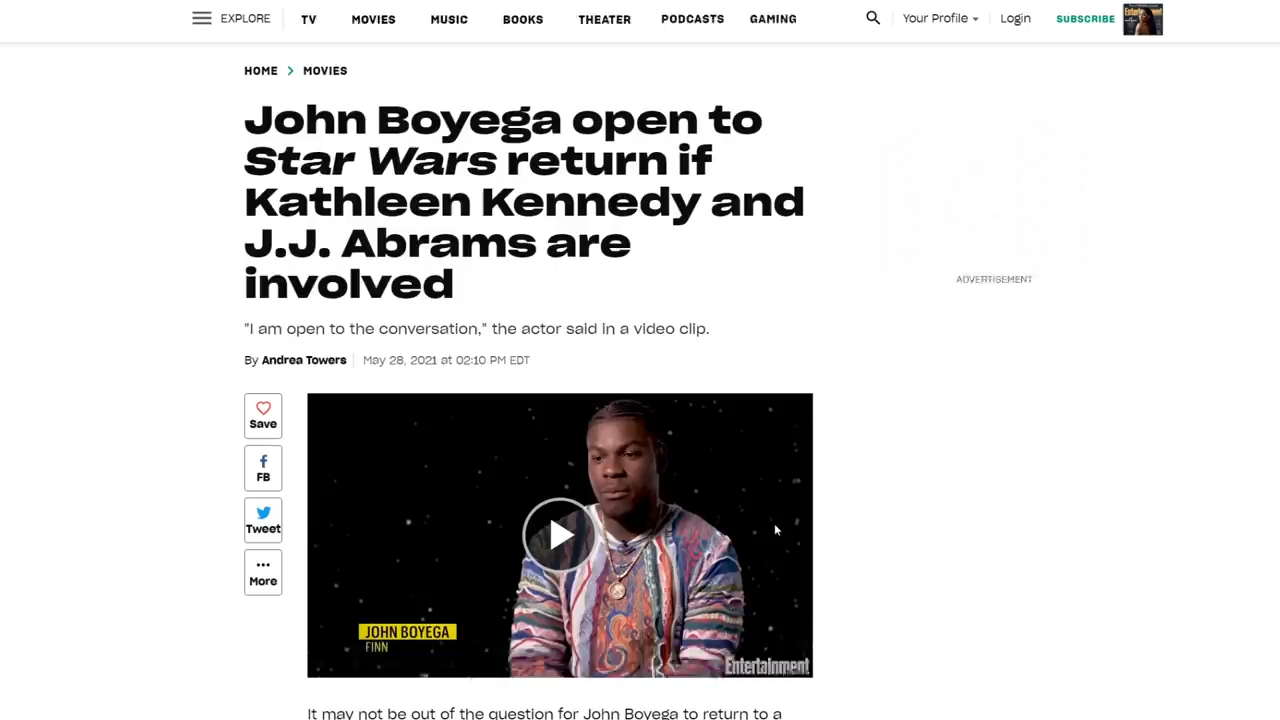 EXPLORE TV MOVIES MUSIC BOOKS THEATER PODCASTS GAMING Your Profile Login SUBSCRIBE
HOME MOVIES
John Boyega open to
Star Wars return if
Kathleen Kennedy and
J.J. Abrams are
involved
ADVERTISEMENT
"I am open to the conversation," the actor said in a video clip.
By Andrea Towers May 28, 2021 at 02:10 PM EDT
Save
FB
Tweet
More
JOHN BOYEGA
FINN
Entertainment
It may not be out of the question for John Boyega to return to a